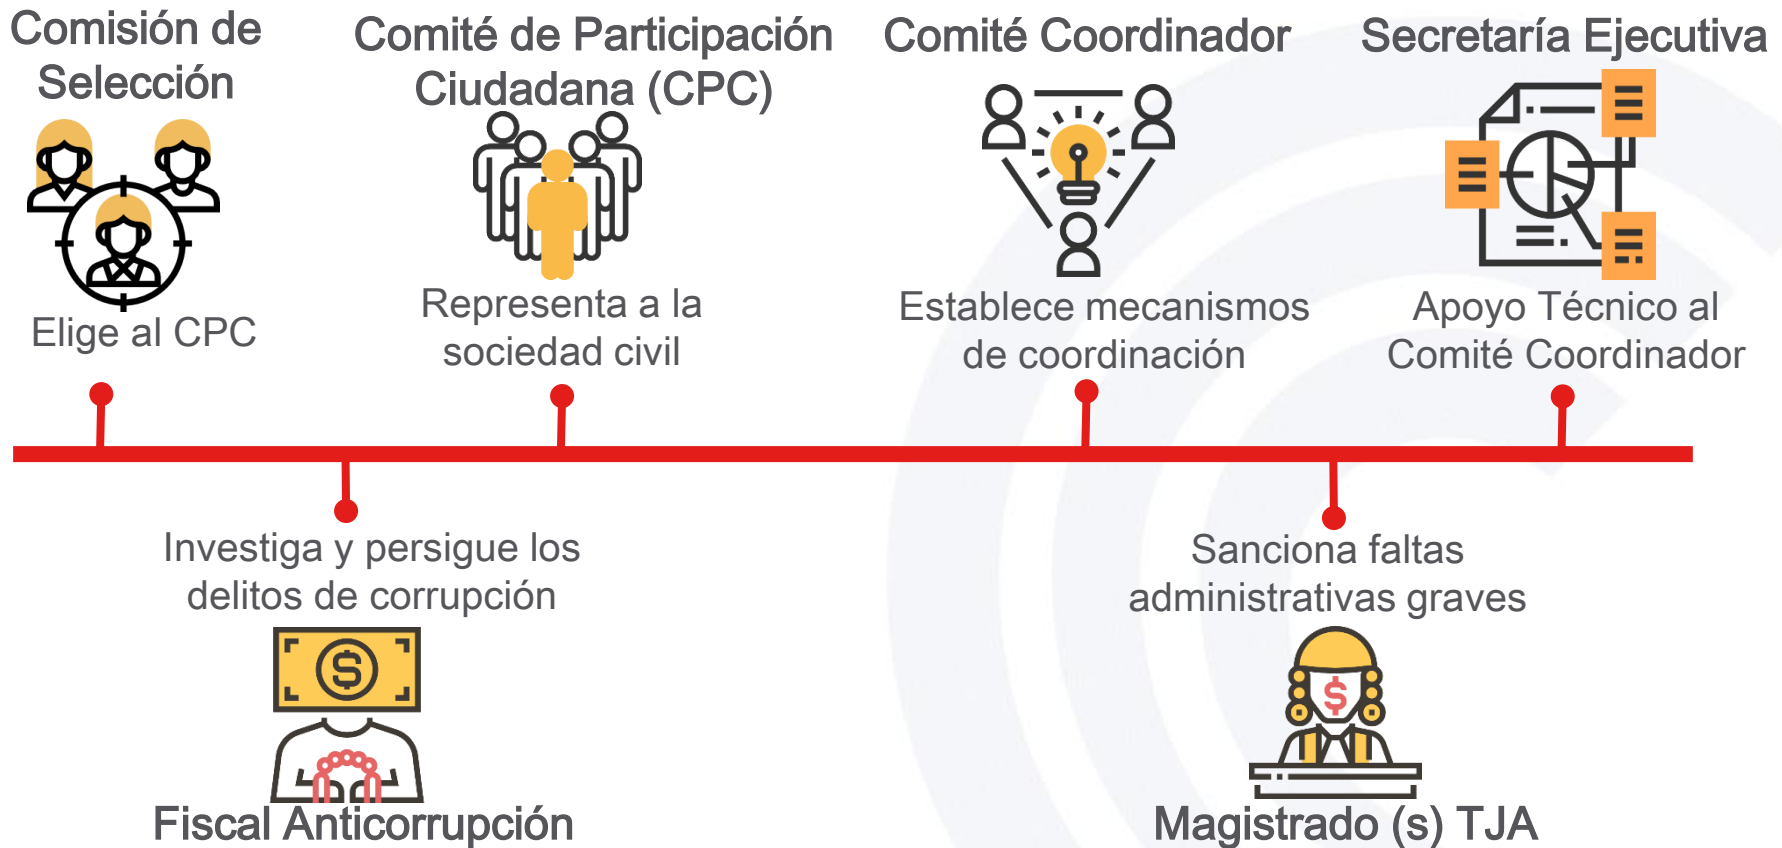 Comisión de
Selección
Elige al CPC
Comité de Participación
Ciudadana (CPC)
Representa a la
sociedad civil
Comité Coordinador
Establece mecanismos
de coordinación
Secretaría Ejecutiva
Apoyo Técnico al
Comité Coordinador
Investiga y persigue los
delitos de corrupción
$
Fiscal Anticorrupción
Sanciona faltas
administrativas graves
$
Magistrado (s) TJA